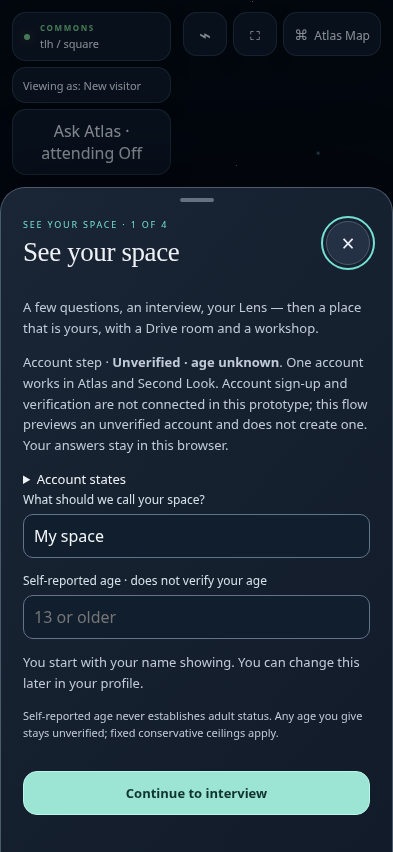 COMMONS
tlh / square
⌘ Atlas Map
Viewing as: New visitor
Ask Atlas ·
attending Off
SEE YOUR SPACE · 1 OF 4
See your space
A few questions, an interview, your Lens — then a place
that is yours, with a Drive room and a workshop.
Account step · Unverified · age unknown. One account
works in Atlas and Second Look. Account sign-up and
verification are not connected in this prototype; this flow
previews an unverified account and does not create one.
Your answers stay in this browser.
Account states
What should we call your space?
My space
Self-reported age · does not verify your age
13 or older
You start with your name showing. You can change this
later in your profile.
Self-reported age never establishes adult status. Any age you give
stays unverified; fixed conservative ceilings apply.
Continue to interview